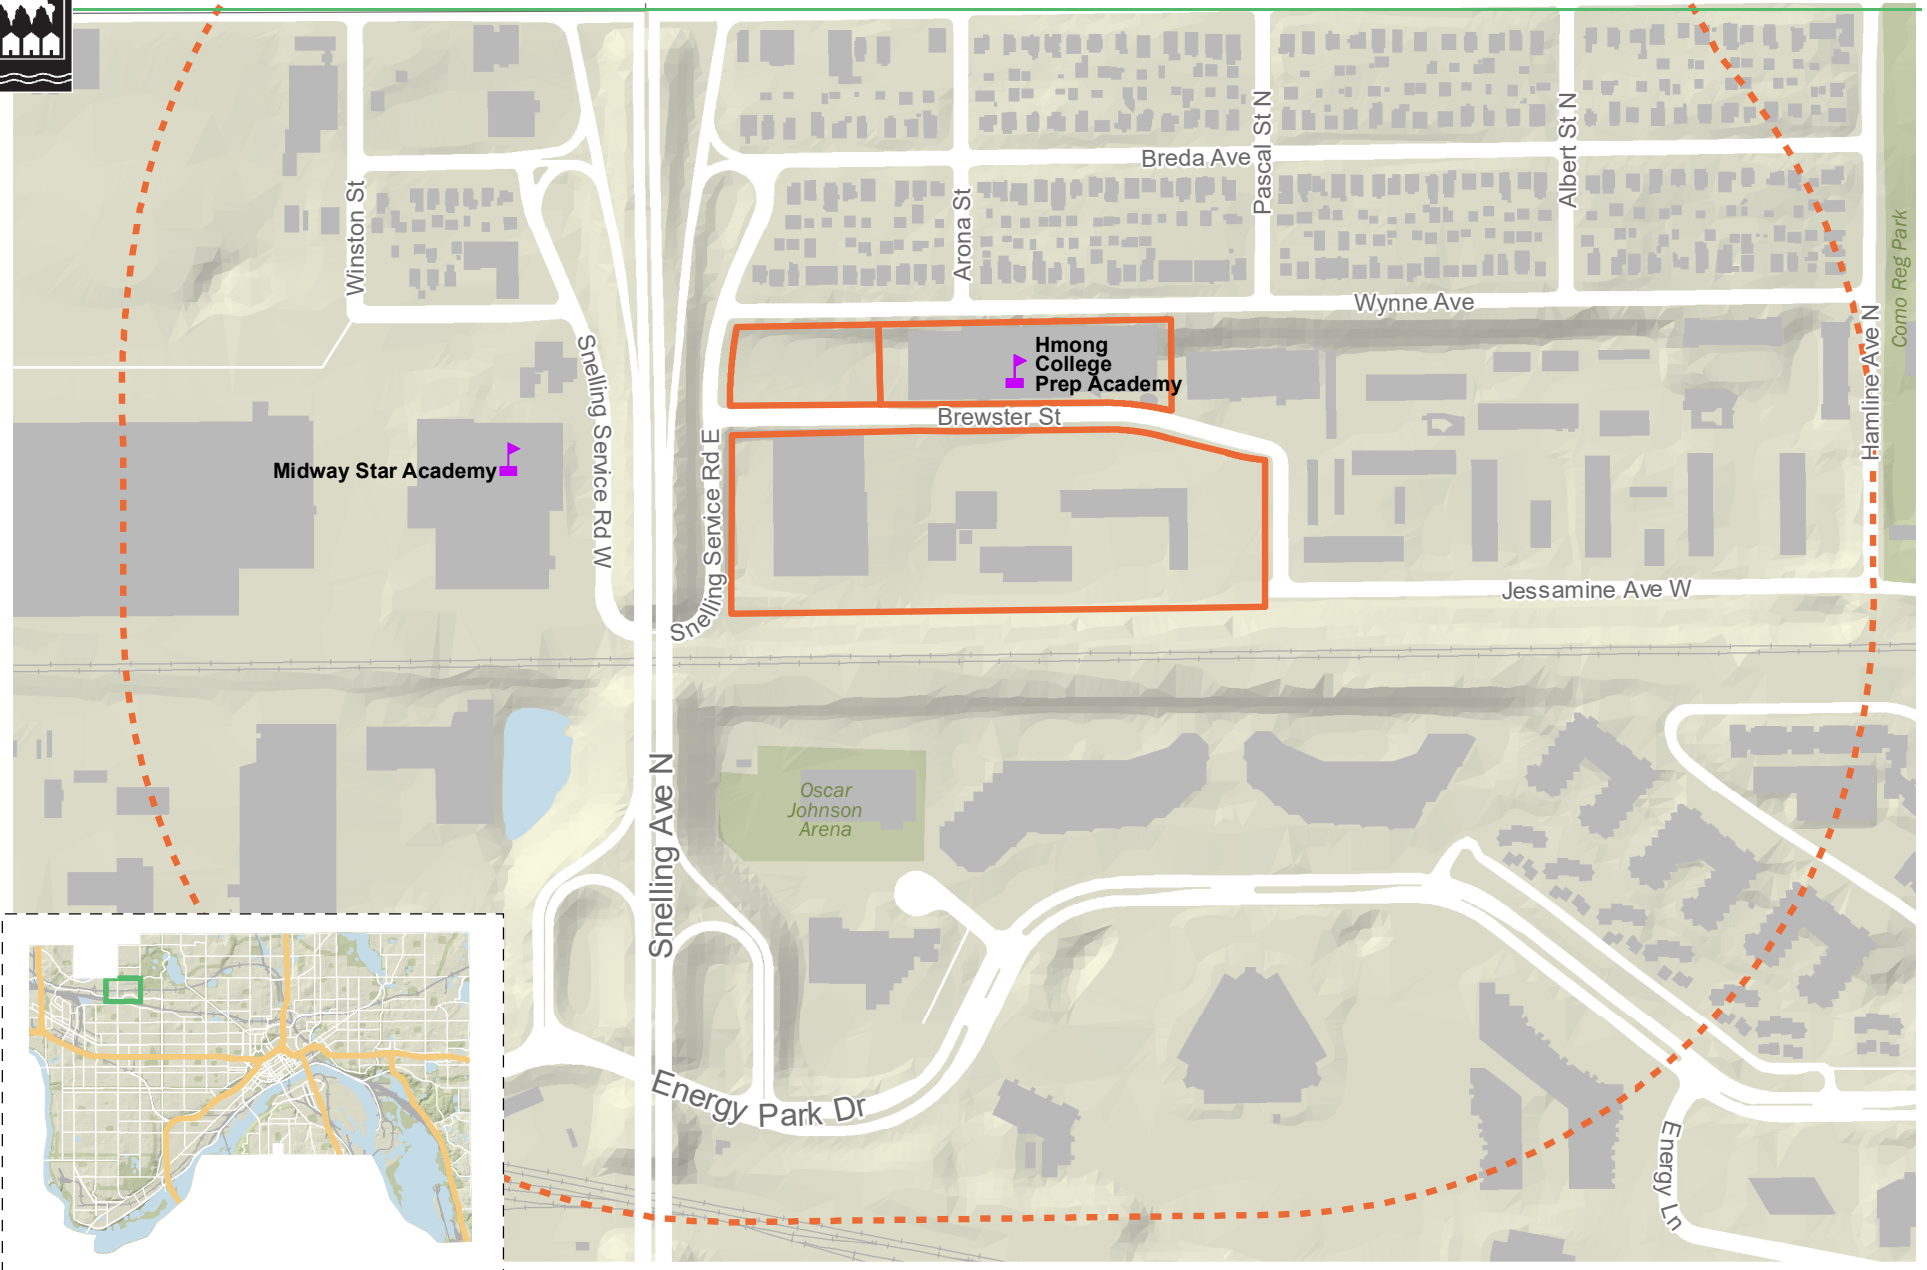 Breda Ave
Pascal St N
Albert St N
Winston St
Arona St
Como Reg Park
Wynne Ave
Hamline Ave N
Snelling Service Rd W
Hmong
College
Prep Academy
Brewster St
Snelling Service Rd E
Midway Star Academy
Jessamine Ave W
Snelling Ave N
Oscar
Johnson
Arena
Energy Park Dr
Energy Ln